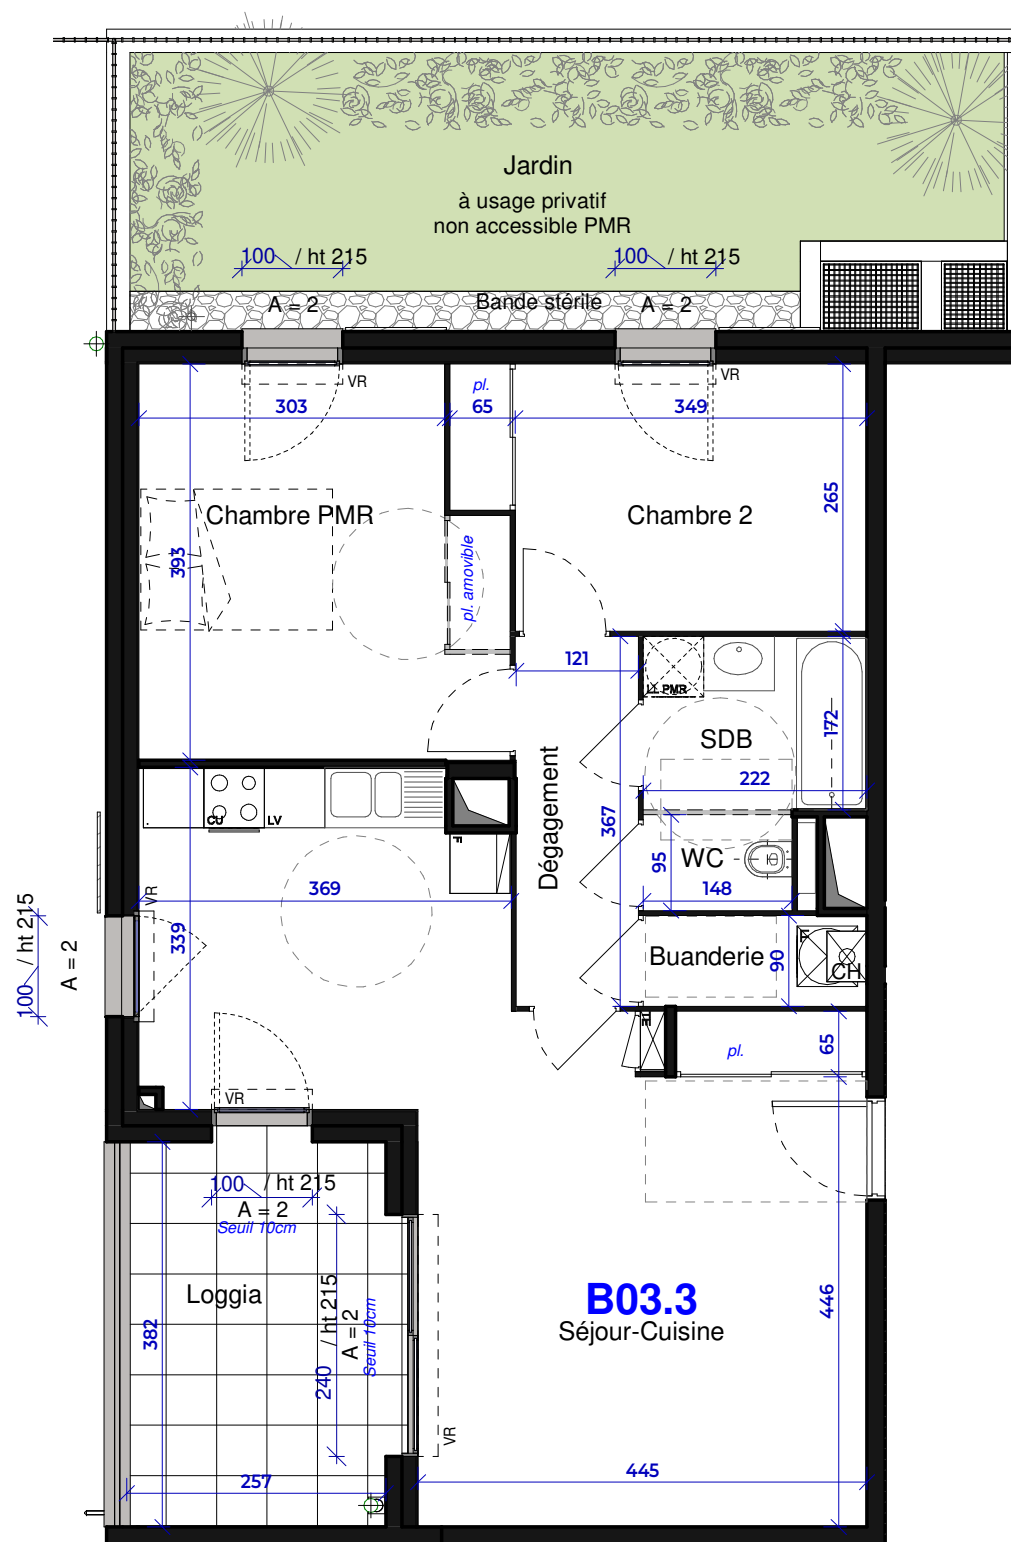 Jardin
à usage privatif
non accessible PMR
100 / ht 215
100 / ht 215
A = 2
Bande stérile
A = 2
VR
VR
pl.
303
65
349
265
Chambre PMR
Chambre 2
393
pl. amovible
121
LL PMR
SDB
172
222
Dégagement
367
CU
LV
F
WC
95
148
369
VR
339
100 / ht 215
A = 2
Buanderie
90
CH
TE
pl.
65
VR
100 / ht 215
A = 2
Seuil 10cm
Loggia
382
240 / ht 215
A = 2
Seuil 10cm
B03.3
Séjour-Cuisine
446
VR
257
445